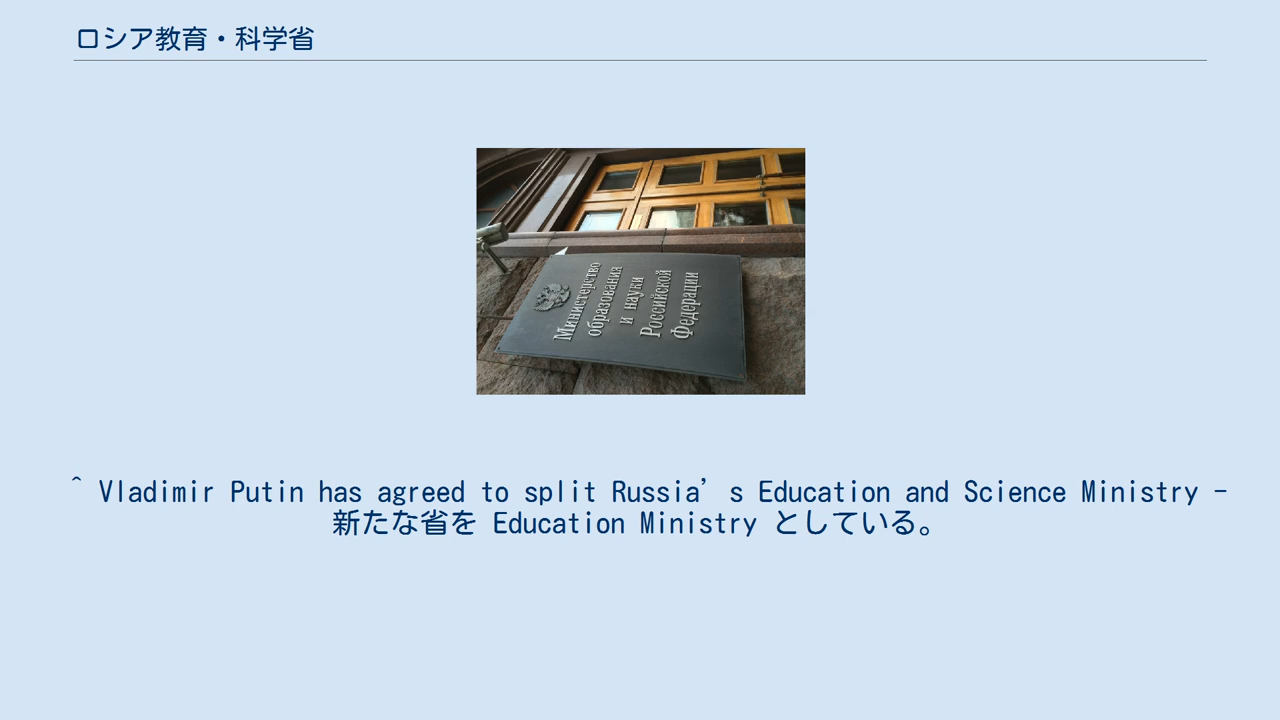 ロシア教育・科学省
Министерство
образования
и науки
Российской
Федерации
^ Vladimir Putin has agreed to split Russia’s Education and Science Ministry -
新たな省を Education Ministry としている。